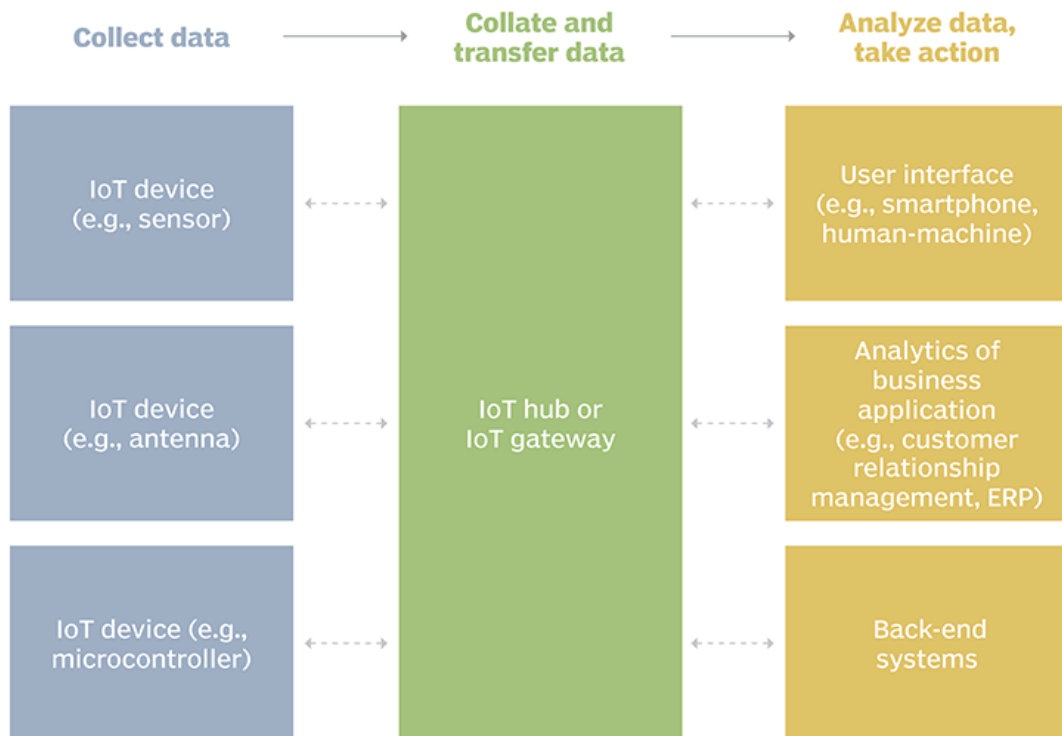 Collect data
Collate and
transfer data
Analyze data,
take action
IoT device
(e.g., sensor)
User interface
(e.g., smartphone,
human-machine)
IoT device
(e.g., antenna)
IoT hub or
IoT gateway
Analytics of
business
application
(e.g., customer
relationship
management, ERP)
IoT device (e.g.,
microcontroller)
Back-end
systems